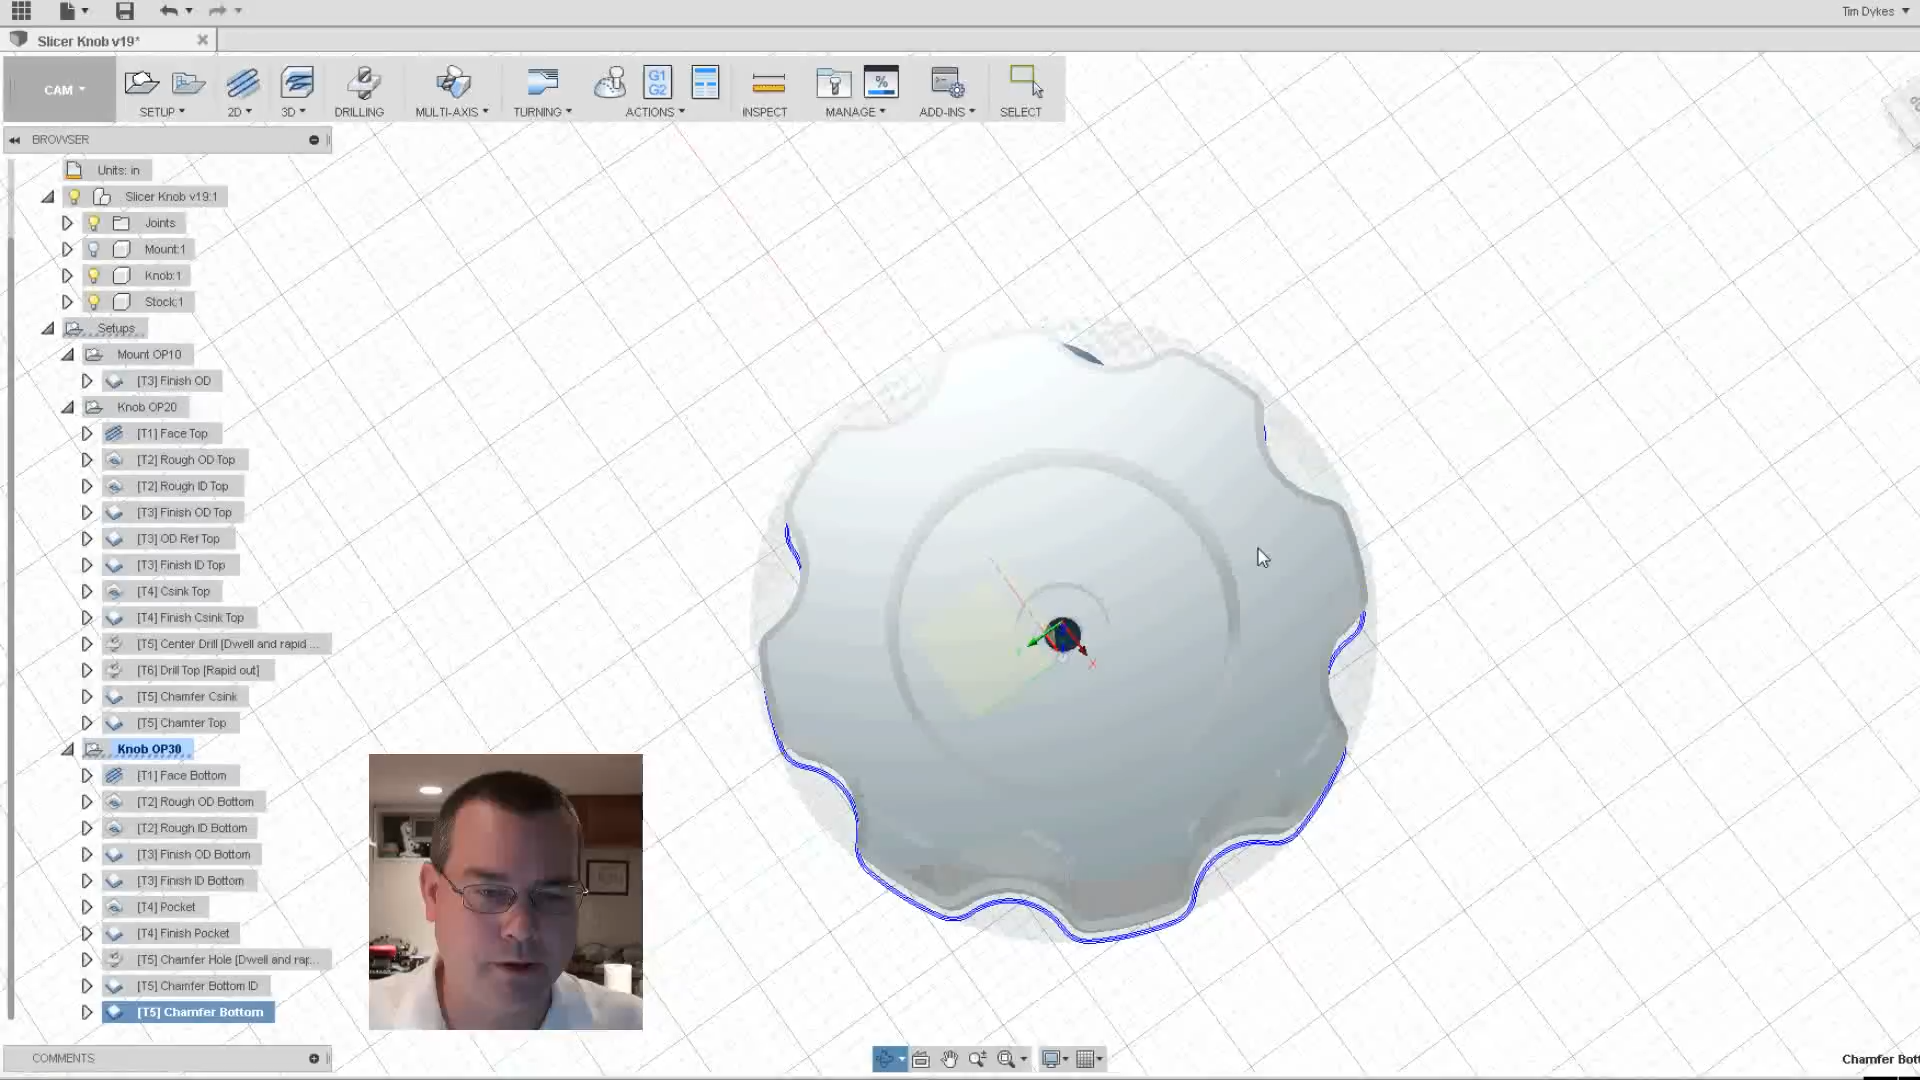 Tim Dykes
Slicer Knob v19*
CAM
SETUP
2D
3D
DRILLING
MULTI-AXIS
TURNING
G1
G2
ACTIONS
INSPECT
%
MANAGE
ADD-INS
SELECT
BROWSER
Units: in
Slicer Knob v19:1
Joints
Mount:1
Knob:1
Stock:1
Setups
Mount OP10
[T3] Finish OD
Knob OP20
[T1] Face Top
[T2] Rough OD Top
[T2] Rough ID Top
[T3] Finish OD Top
[T3] OD Ref Top
[T3] Finish ID Top
[T4] Csink Top
[T4] Finish Csink Top
[T5] Center Drill [Dwell and rapid ...
[T6] Drill Top [Rapid out]
[T5] Chamfer Csink
[T5] Chamfer Top
Knob OP30
[T1] Face Bottom
[T2] Rough OD Bottom
[T2] Rough ID Bottom
[T3] Finish OD Bottom
[T3] Finish ID Bottom
[T4] Pocket
[T4] Finish Pocket
[T5] Chamfer Hole [Dwell and rap...
[T5] Chamfer Bottom ID
[T5] Chamfer Bottom
X
COMMENTS
Chamfer Bott